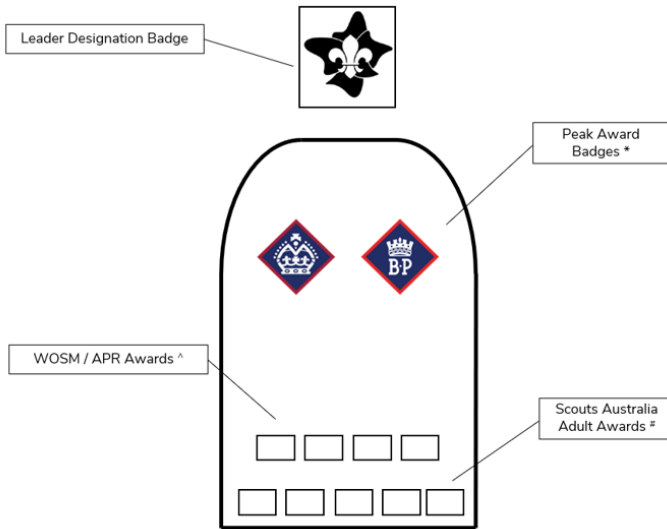 Leader Designation Badge
Peak Award
Badges *
B·P
WOSM / APR Awards ^
Scouts Australia
Adult Awards #